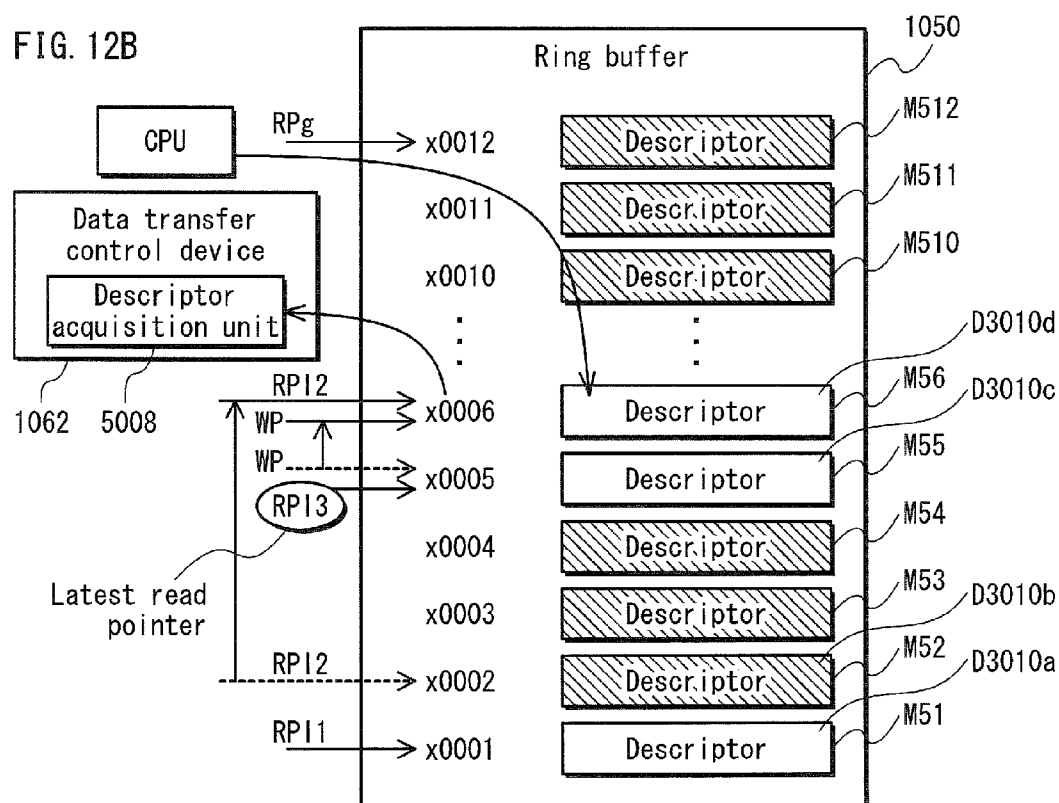 FIG. 12B
Ring buffer
1050
CPU
RPg
x0012
Descriptor
M512
Data transfer
control device
Descriptor
acquisition unit
1062
5008
x0011
Descriptor
M511
x0010
Descriptor
M510
D3010d
RPI2
x0006
Descriptor
M56
WP
D3010c
WP
x0005
Descriptor
M55
RPI3
x0004
Descriptor
M54
Latest read
pointer
x0003
Descriptor
M53
D3010b
RPI2
x0002
Descriptor
M52
D3010a
RPI1
x0001
Descriptor
M51